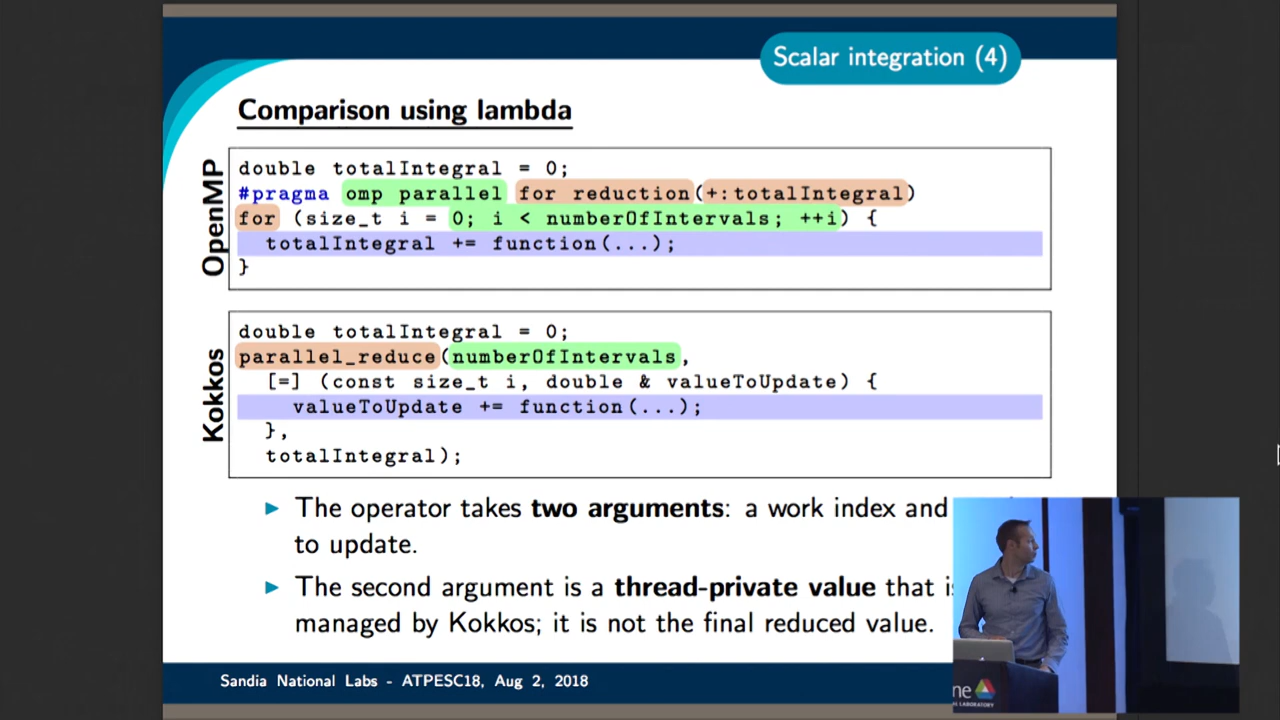 Scalar integration (4)
Comparison using lambda
OpenMP
double totalIntegral = 0;
#pragma omp parallel for reduction(+:totalIntegral)
for (size_t i = 0; i < numberOfIntervals; ++i) {
totalIntegral += function(...);
}
Kokkos
double totalIntegral = 0;
parallel_reduce(numberOfIntervals,
[=] (const size_t i, double & valueToUpdate) {
valueToUpdate += function(...);
},
totalIntegral);
▶ The operator takes two arguments: a work index and
to update.
▶ The second argument is a thread-private value that is
managed by Kokkos; it is not the final reduced value.
Sandia National Labs - ATPESC18, Aug 2, 2018